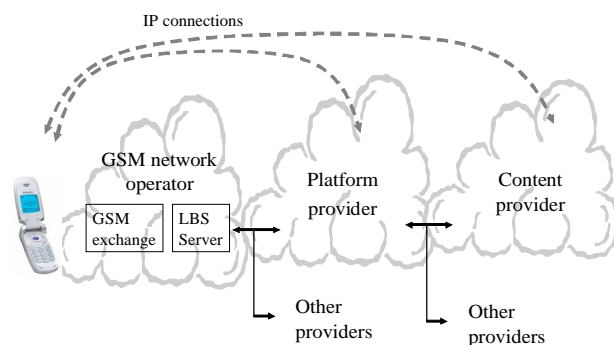 IP connections
GSM network
operator
GSM
exchange
LBS
Server
Platform
provider
Content
provider
Other
providers
Other
providers